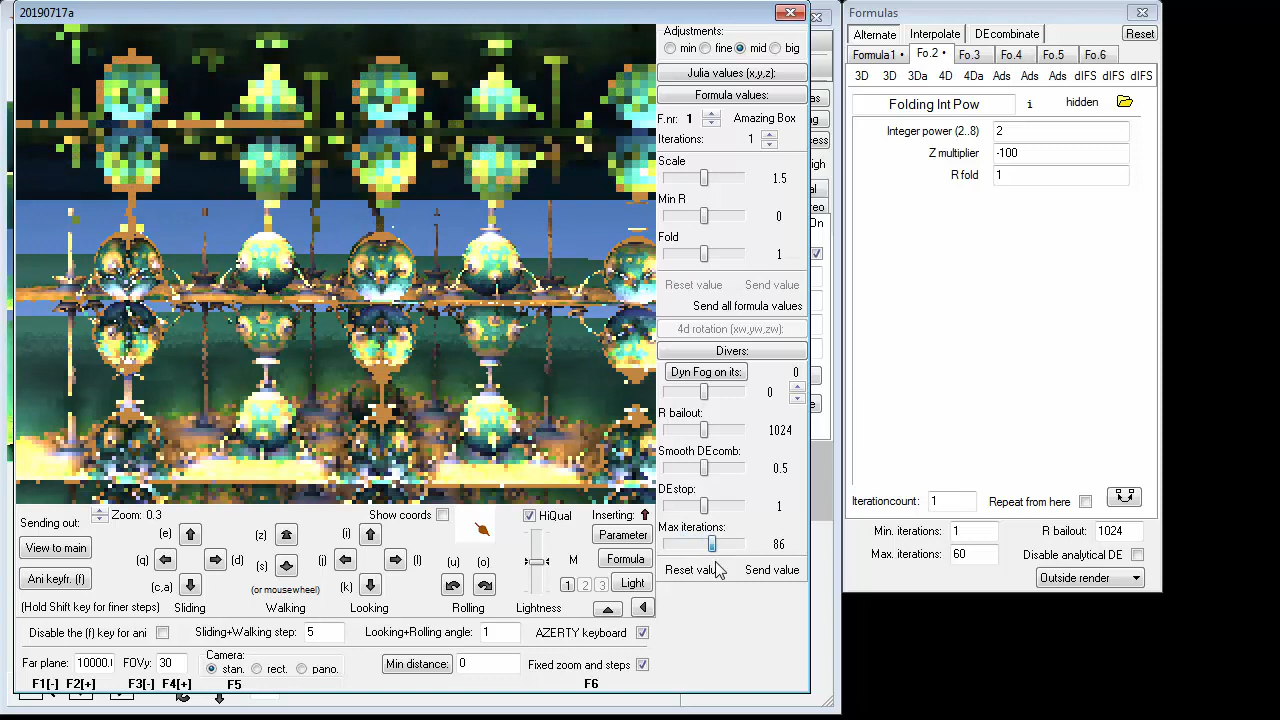 20190717a
Adjustments:
min fine mid big
Julia values (x,y,z):
Formula values:
F.nr: 1 Amazing Box
Iterations: 1
Scale
1.5
Min R
0
Fold
1
Reset value Send value
Send all formula values
4d rotation (xw,yw,zw):
Divers:
Dyn Fog on its: 0
0
R bailout:
1024
Smooth DEcomb:
0.5
DEstop:
1
Max iterations:
86
Reset value Send value
Sending out:
Zoom: 0.3
Show coords
HiQual
Inserting:
View to main
Parameter
Ani keyfr. (f)
Formula
Light
(e) (z) (i)
(q) (d) (j) (l) (u) (o) M
(s)
(c,a) (or mousewheel) (k) 1 2 3
(Hold Shift key for finer steps) Sliding Walking Looking Rolling Lightness
Disable the (f) key for ani Sliding+Walking step: 5 Looking+Rolling angle: 1 AZERTY keyboard
Far plane: 10000. FOVy: 30 Camera:
stan. rect. pano. Min distance: 0 Fixed zoom and steps
F1[-] F2[+] F3[-] F4[+] F5 F6
Formulas
Alternate Interpolate DEcombinate Reset
Formula1 • Fo.2 • Fo.3 Fo.4 Fo.5 Fo.6
3D 3D 3Da 4D 4Da Ads Ads Ads dIFS dIFS dIFS
Folding Int Pow i hidden
Integer power (2..8) 2
Z multiplier -100
R fold 1
Iterationcount: 1 Repeat from here
Min. iterations: 1 R bailout: 1024
Max. iterations: 60 Disable analytical DE
Outside render